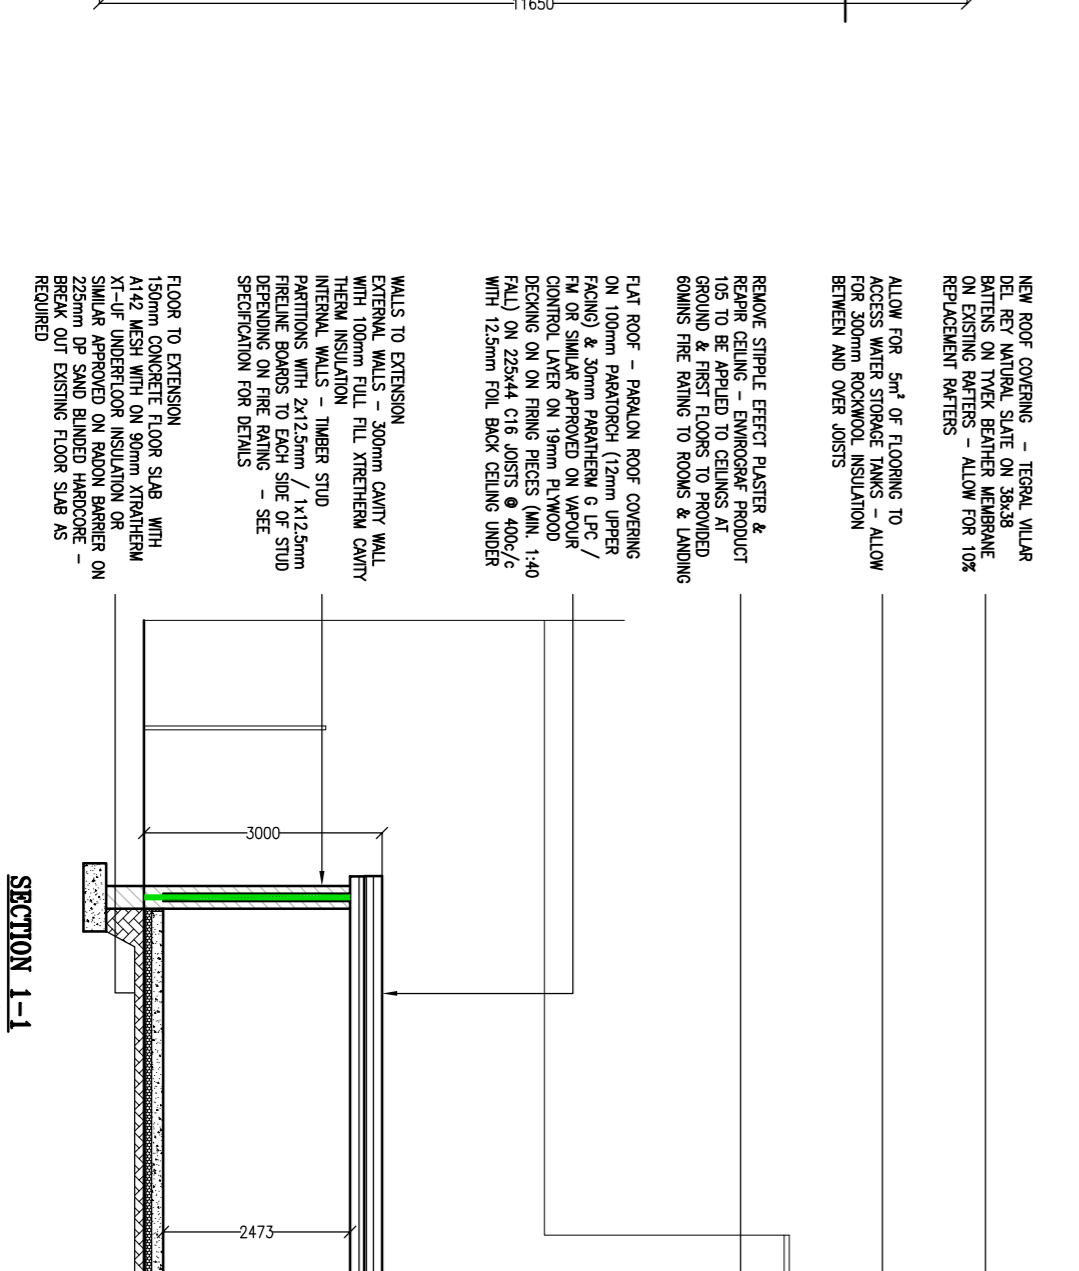 11650
NEW ROOF COVERING – TEGRAL VILLAR
DEL REY NATURAL SLATE ON 38x38
BATTENS ON TYVEK BEATHER MEMBRANE
ON EXISTING RAFTERS – ALLOW FOR 10%
REPLACEMENT RAFTERS
ALLOW FOR 5m² OF FLOORING TO
ACCESS WATER STORAGE TANKS – ALLOW
FOR 300mm ROCKWOOL INSULATION
BETWEEN AND OVER JOISTS
REMOVE STIPPLE EFEFCT PLASTER &
REAPIR CEILING – ENVIROGRAF PRODUCT
105 TO BE APPLIED TO CEILINGS AT
GROUND & FIRST FLOORS TO PROVIDED
60MINS FIRE RATING TO ROOMS & LANDING
FLAT ROOF – PARALON ROOF COVERING
ON 100mm PARATORCH (12mm UPPER
FACING) & 30mm PARATHERM G LPC /
FM OR SIMILAR APPROVED ON VAPOUR
CIONTROL LAYER ON 19mm PLYWOOD
DECKING ON ON FIRING PIECES (MIN. 1:40
FALL) ON 225x44 C16 JOISTS @ 400c/c
WITH 12.5mm FOIL BACK CEILING UNDER
WALLS TO EXTENSION
EXTERNAL WALLS – 300mm CAVITY WALL
WITH 100mm FULL FILL XTRETHERM CAVITY
THERM INSULATION
INTERNAL WALLS – TIMBER STUD
PARTITIONS WITH 2x12.5mm / 1x12.5mm
FIRELINE BOARDS TO EACH SIDE OF STUD
DEPENDING ON FIRE RATING – SEE
SPECIFICATION FOR DETAILS
FLOOR TO EXTENSION
150mm CONCRETE FLOOR SLAB WITH
A142 MESH WITH ON 90mm XTRATHERM
XT–UF UNDERFLOOR INSULATION OR
SIMILAR APPROVED ON RADON BARRIER ON
225mm DP SAND BLINDED HARDCORE –
BREAK OUT EXISTING FLOOR SLAB AS
REQUIRED
3000
2473
SECTION 1–1